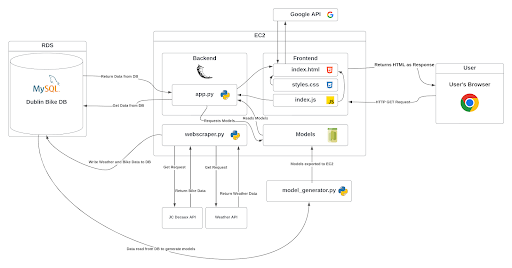 Google API
EC2
RDS
MySQL
Dublin Bike DB
Backend
app.py
Frontend
index.html
styles.css
index.js
User
User's Browser
Return Data from DB
Get Data from DB
Returns HTML as Response
HTTP GET Request
Requests Models
Reads Models
webscraper.py
Models
Write Weather and Bike Data to DB
Get Request
Get Request
Return Bike Data
Return Weather Data
Models exported to EC2
model_generator.py
JC Decaux API
Weather API
Data read from DB to generate models